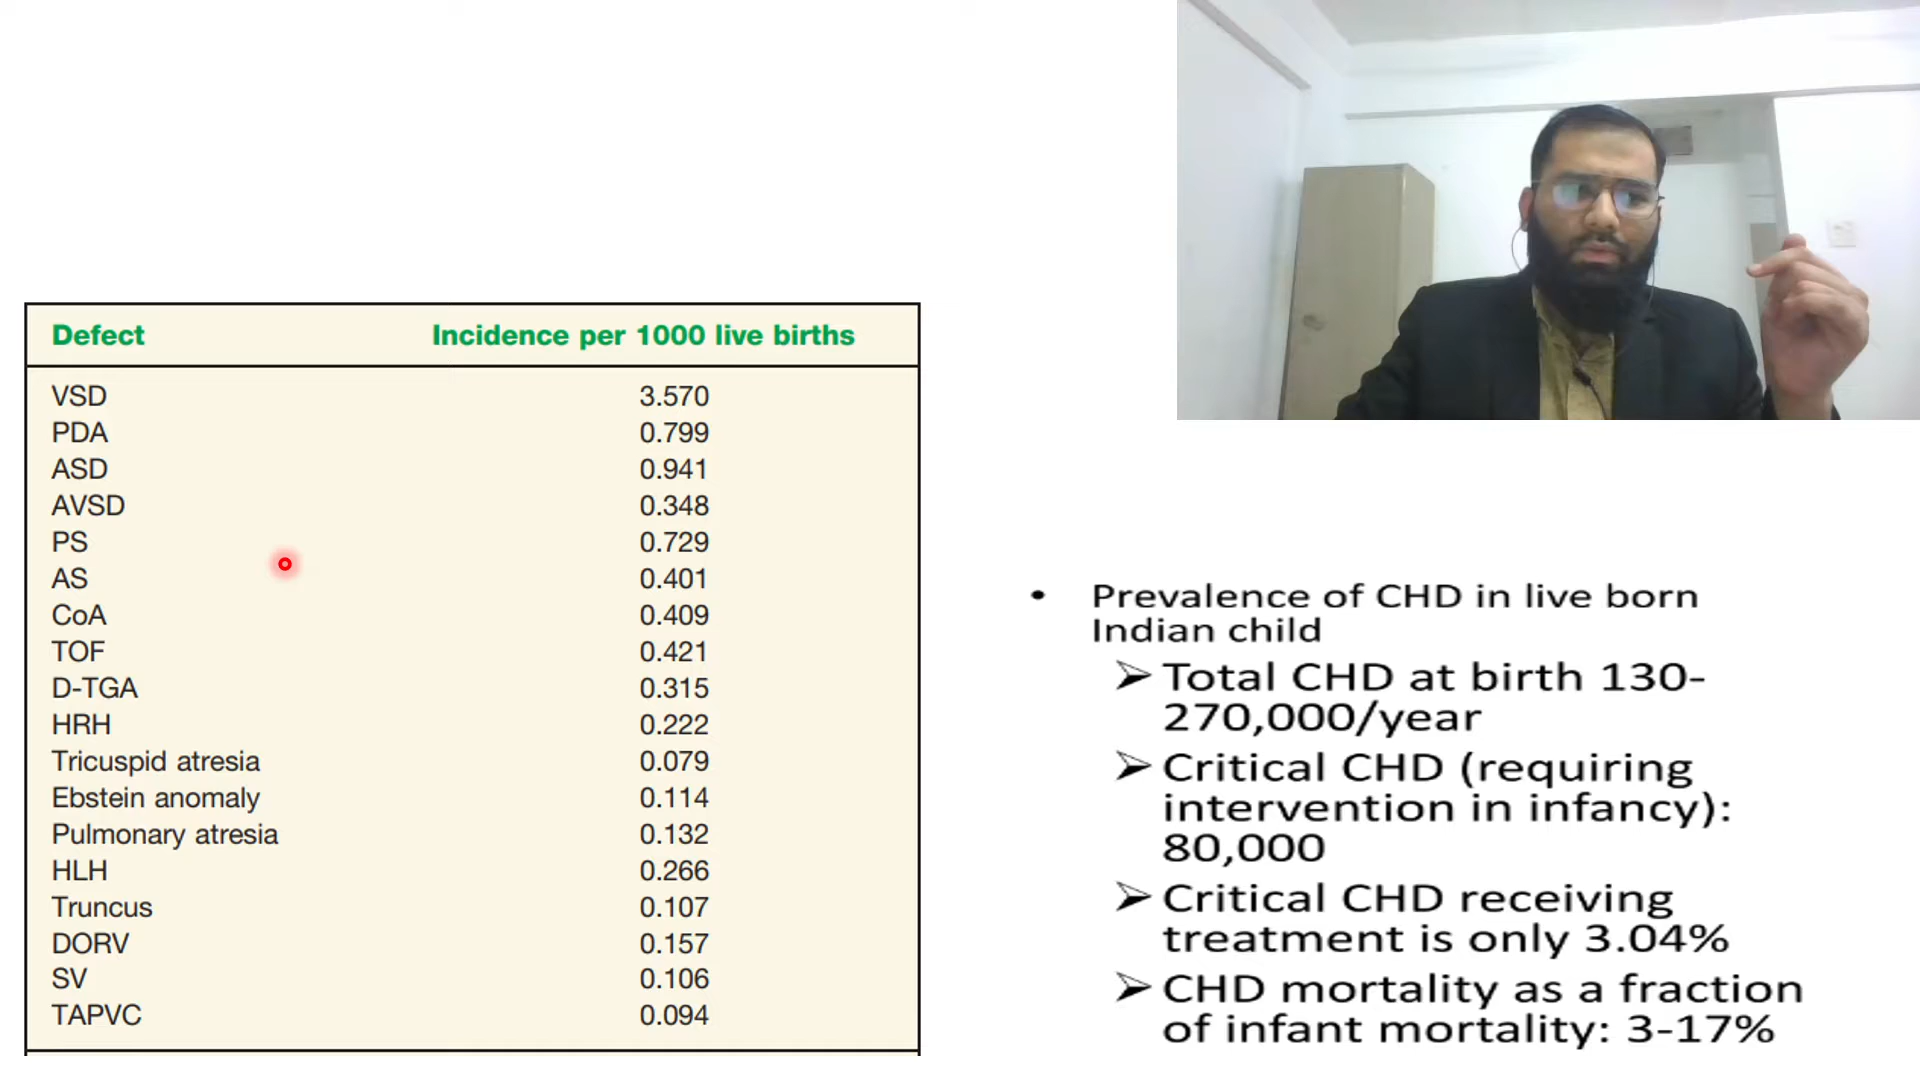 Defect Incidence per 1000 live births
VSD 3.570
PDA 0.799
ASD 0.941
AVSD 0.348
PS 0.729
AS 0.401
CoA 0.409
TOF 0.421
D-TGA 0.315
HRH 0.222
Tricuspid atresia 0.079
Ebstein anomaly 0.114
Pulmonary atresia 0.132
HLH 0.266
Truncus 0.107
DORV 0.157
SV 0.106
TAPVC 0.094
• Prevalence of CHD in live born
Indian child
➢ Total CHD at birth 130-
270,000/year
➢ Critical CHD (requiring
intervention in infancy):
80,000
➢ Critical CHD receiving
treatment is only 3.04%
➢ CHD mortality as a fraction
of infant mortality: 3-17%